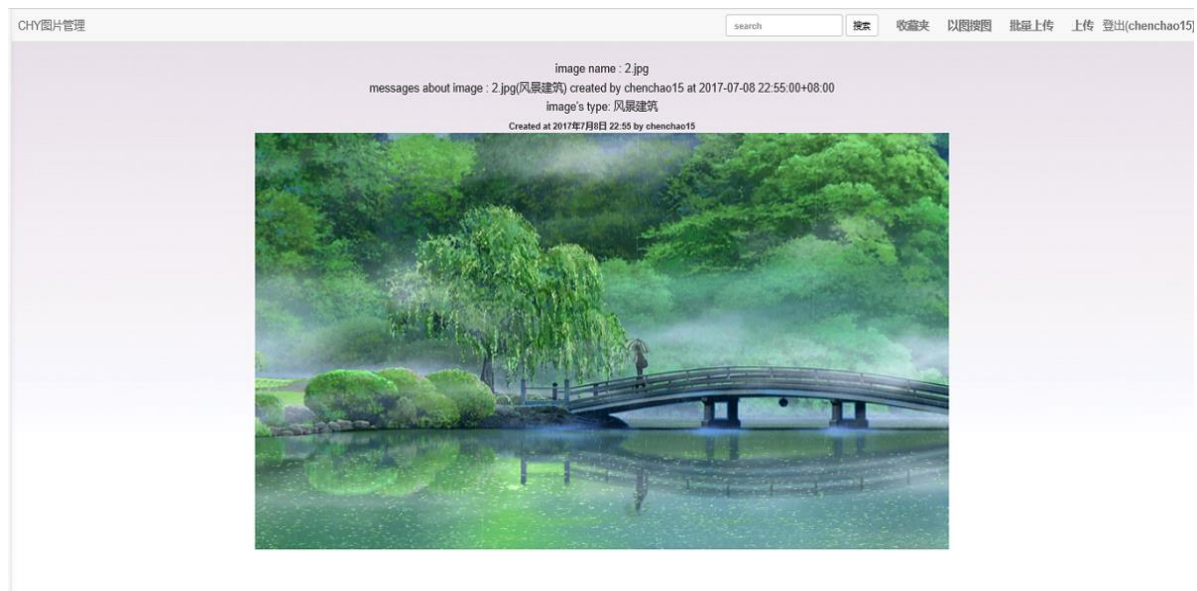 CHY图片管理 search 搜索 收藏夹 以图搜图 批量上传 上传 登出(chenchao15)
image name : 2.jpg
messages about image : 2.jpg(风景建筑) created by chenchao15 at 2017-07-08 22:55:00+08:00
image's type: 风景建筑
Created at 2017年7月8日 22:55 by chenchao15